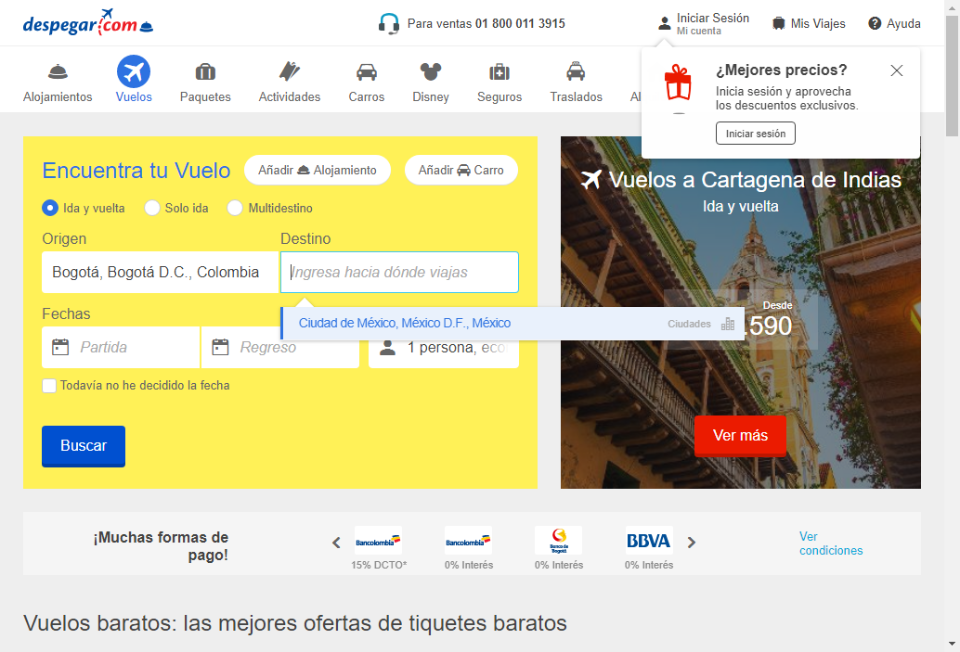 despegar.com
Para ventas 01 800 011 3915
Iniciar Sesión
Mi cuenta
Mis Viajes
Ayuda
Alojamientos
Vuelos
Paquetes
Actividades
Carros
Disney
Seguros
Traslados
¿Mejores precios?
Inicia sesión y aprovecha
los descuentos exclusivos.
Iniciar sesión
Encuentra tu Vuelo
Añadir Alojamiento
Añadir Carro
Ida y vuelta
Solo ida
Multidestino
Origen
Destino
Bogotá, Bogotá D.C., Colombia
Ingresa hacia dónde viajas
Ciudad de México, México D.F., México
Ciudades
Fechas
Partida
Regreso
1 persona, eco
Todavía no he decidido la fecha
Buscar
Vuelos a Cartagena de Indias
Ida y vuelta
Desde
.590
Ver más
¡Muchas formas de
pago!
Bancolombia
15% DCTO*
Bancolombia
0% Interés
Banco de
Bogotá
0% Interés
BBVA
0% Interés
Ver
condiciones
Vuelos baratos: las mejores ofertas de tiquetes baratos